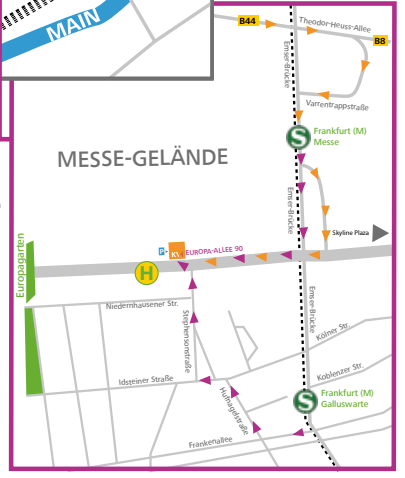 MAIN
B44
Theodor-Heuss-Allee
B8
Emser-Brücke
Varrentrappstraße
S
Frankfurt (M)
Messe
MESSE-GELÄNDE
Emser-Brücke
Skyline Plaza
Europagarten
P
EUROPA-ALLEE 90
H
Niedernhausener Str.
Stephensonstraße
Emser-Brücke
Kölner Str.
Idsteiner Straße
Koblenzer Str.
Hufnagelstraße
S
Frankfurt (M)
Galluswarte
Frankenallee